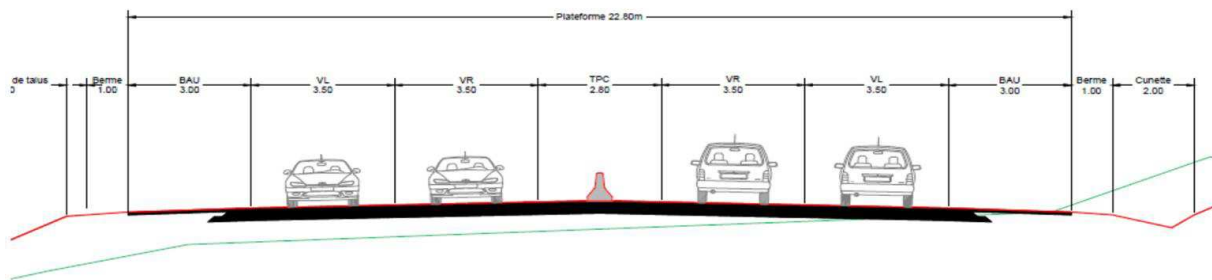 Plateforme 22.80m
de talus Berme BAU VL VR TPC VR VL BAU Berme Cunette
0 1.00 3.00 3.50 3.50 2.80 3.50 3.50 3.00 1.00 2.00